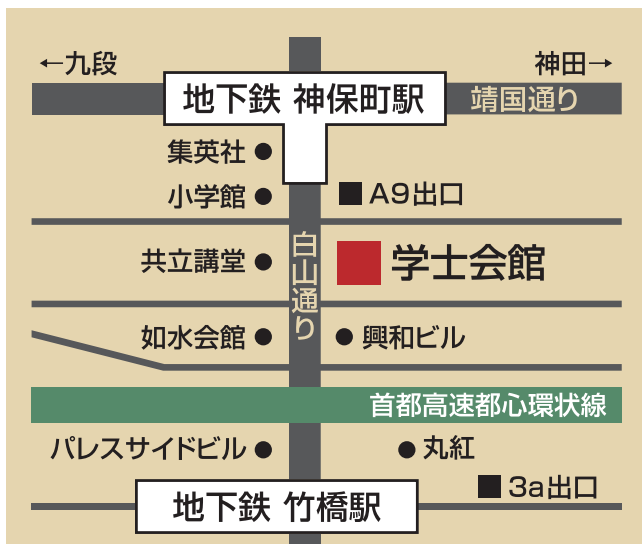 ←九段
神田→
地下鉄 神保町駅
靖国通り
集英社
小学館
A9出口
白山通り
共立講堂
学士会館
如水会館
興和ビル
首都高速都心環状線
パレスサイドビル
丸紅
3a出口
地下鉄 竹橋駅